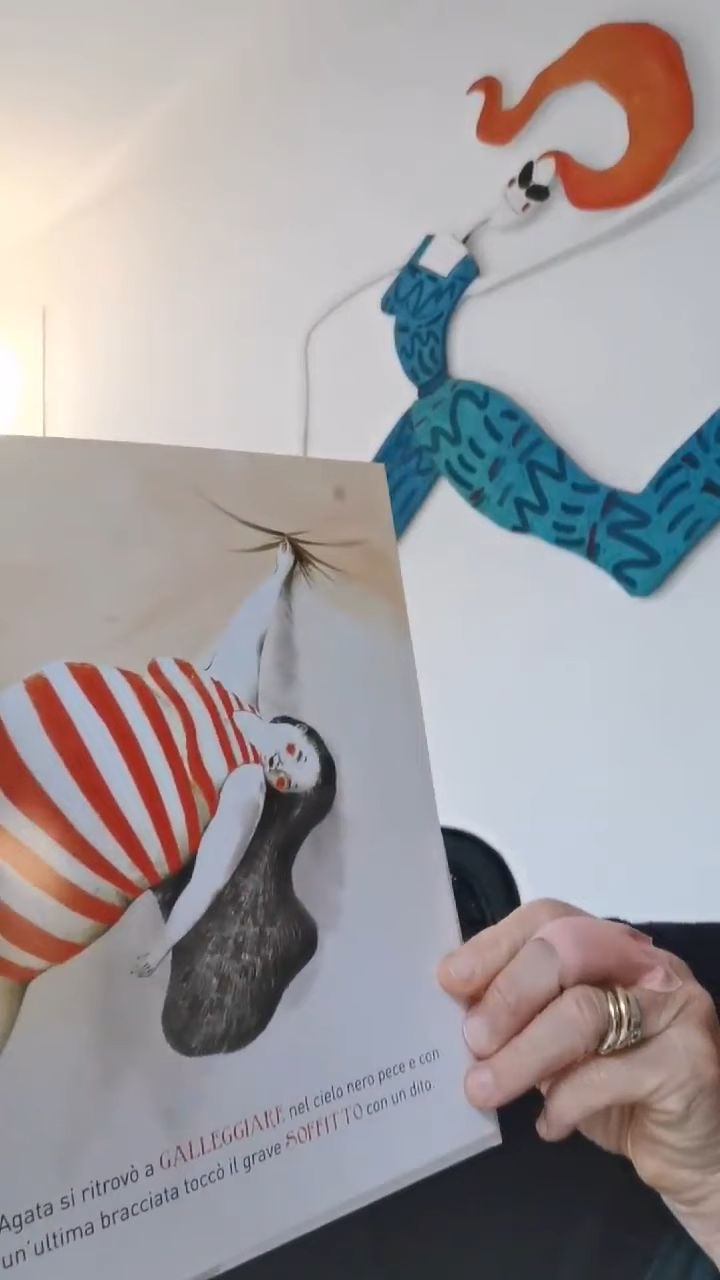 Agata si ritrovò a GALLEGGIARE nel cielo nero pece e con
un'ultima bracciata toccò il grave SOFFITTO con un dito.